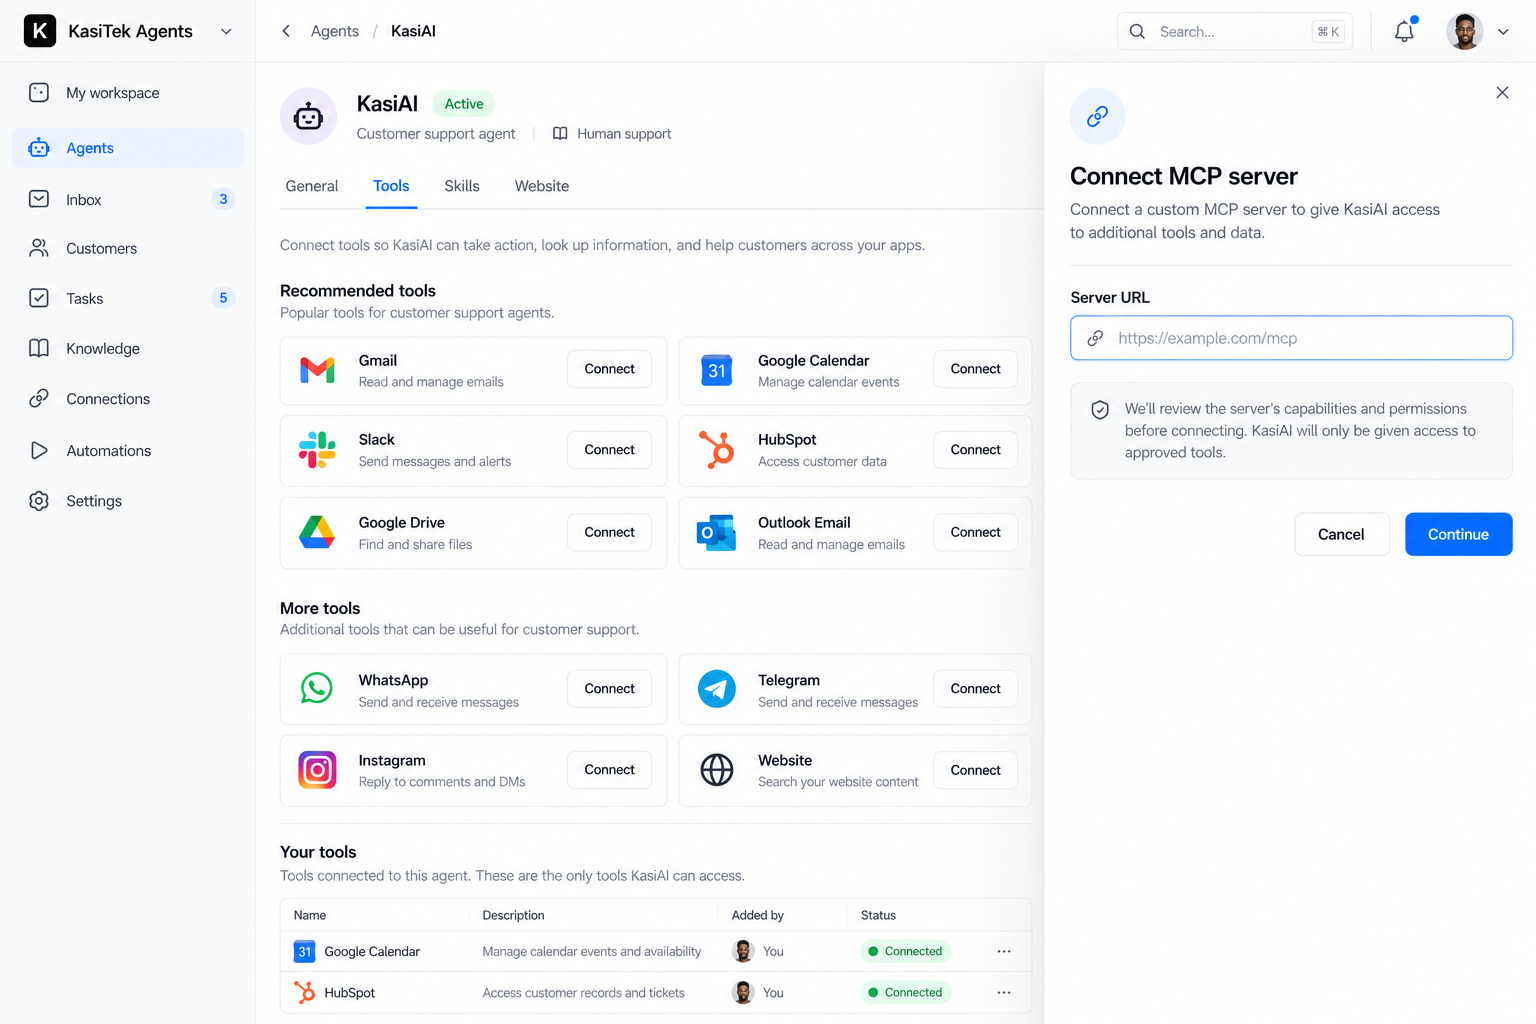 K
KasiTek Agents
My workspace
Agents
Inbox
3
Customers
Tasks
5
Knowledge
Connections
Automations
Settings
Agents / KasiAI
Search...
⌘ K
KasiAI
Active
Customer support agent
Human support
General
Tools
Skills
Website
Connect tools so KasiAI can take action, look up information, and help customers across your apps.
Recommended tools
Popular tools for customer support agents.
Gmail
Read and manage emails
Connect
31
Google Calendar
Manage calendar events
Connect
Slack
Send messages and alerts
Connect
HubSpot
Access customer data
Connect
Google Drive
Find and share files
Connect
O
Outlook Email
Read and manage emails
Connect
More tools
Additional tools that can be useful for customer support.
WhatsApp
Send and receive messages
Connect
Telegram
Send and receive messages
Connect
Instagram
Reply to comments and DMs
Connect
Website
Search your website content
Connect
Your tools
Tools connected to this agent. These are the only tools KasiAI can access.
Name
Description
Added by
Status
31
Google Calendar
Manage calendar events and availability
You
Connected
...
HubSpot
Access customer records and tickets
You
Connected
...
Connect MCP server
Connect a custom MCP server to give KasiAI access
to additional tools and data.
Server URL
https://example.com/mcp
We'll review the server's capabilities and permissions
before connecting. KasiAI will only be given access to
approved tools.
Cancel
Continue